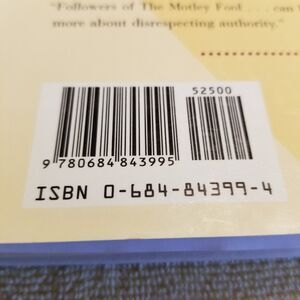 "Followers of The Motley Fool . . . can
more about disrespecting authority."
52500
9 780684 843995
ISBN 0-684-84399-4